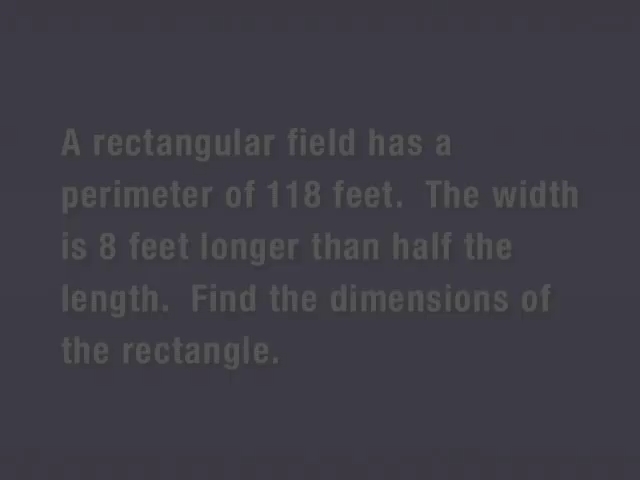 A rectangular field has a
perimeter of 118 feet.  The width
is 8 feet longer than half the
length.  Find the dimensions of
the rectangle.